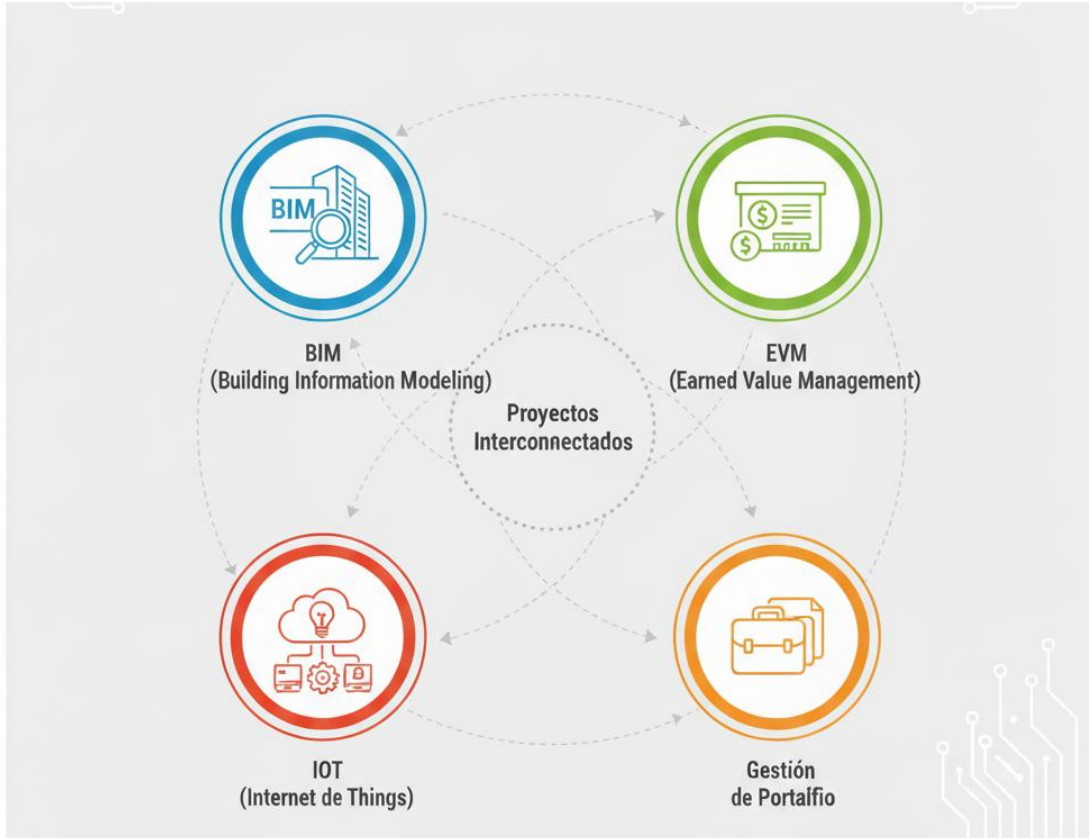 BIM
BIM
(Building Information Modeling)
EVM
(Earned Value Management)
Proyectos
Interconnectados
IOT
(Internet de Things)
Gestión
de Portalfio